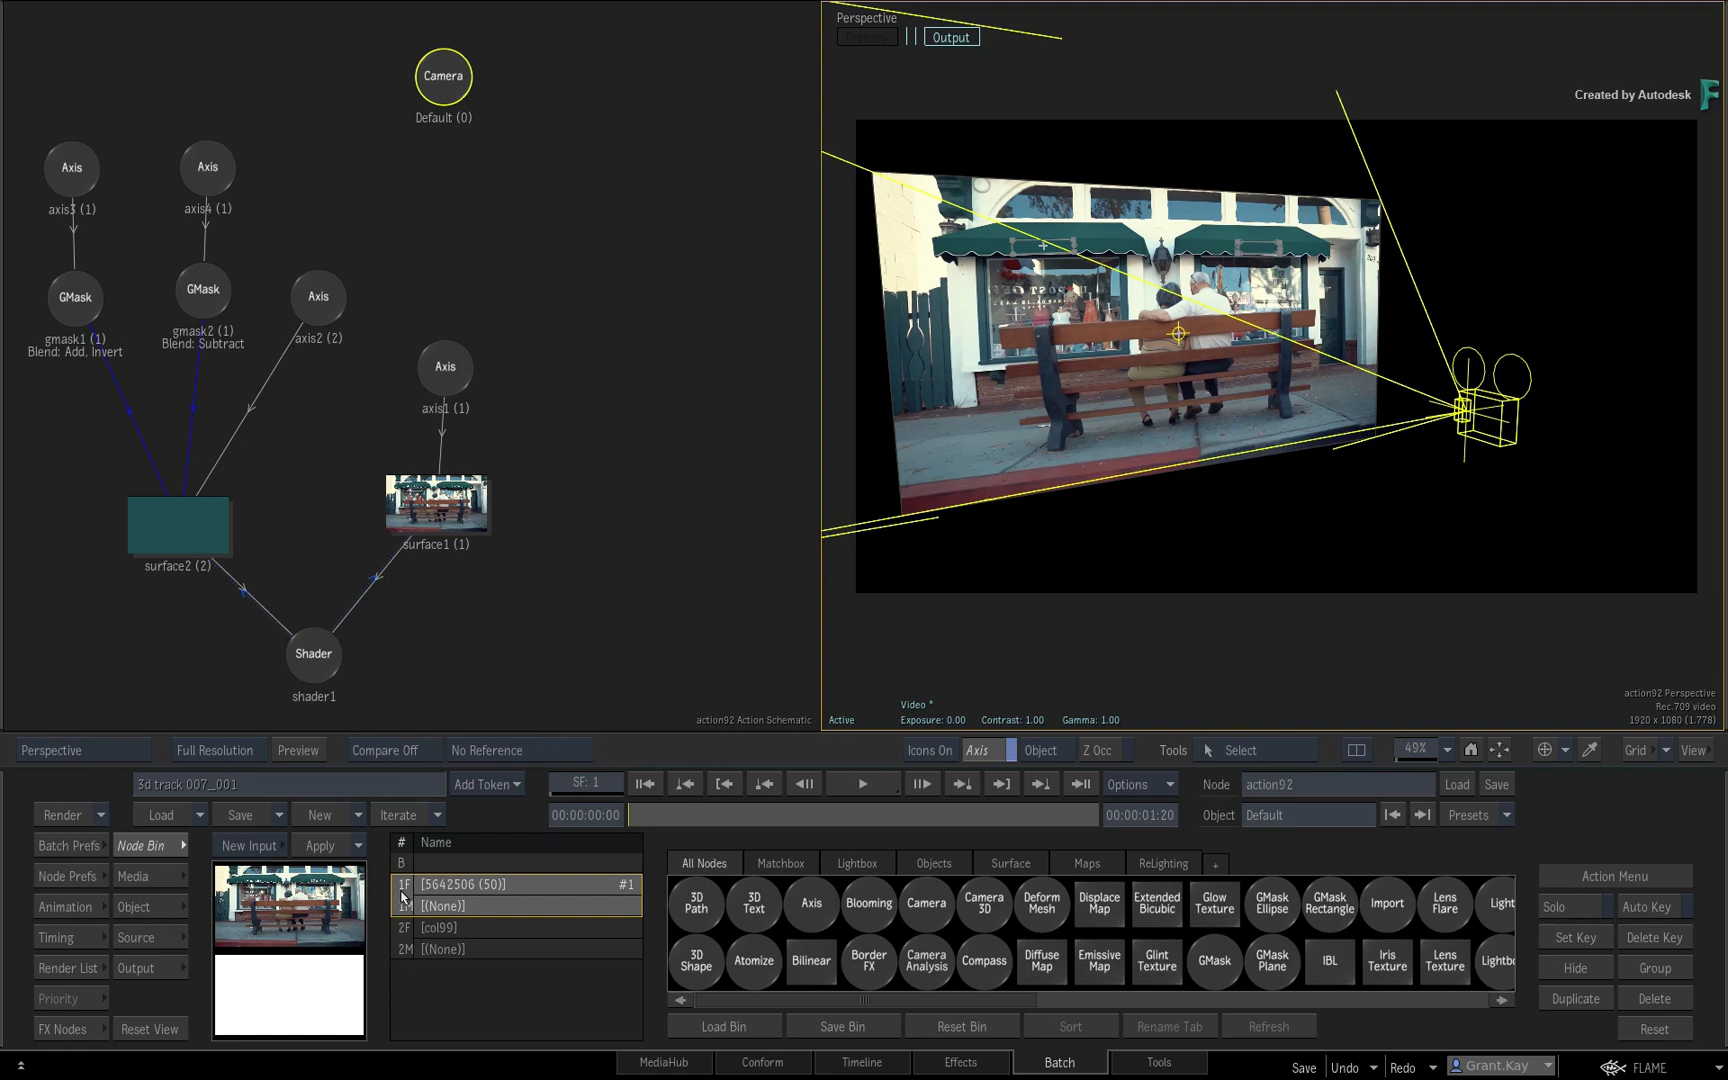 Perspective
Primary
Output
Created by Autodesk
Camera
Default (0)
Axis
axis3 (1)
Axis
axis4 (1)
GMask
gmask1 (1)
Blend: Add, Invert
GMask
gmask2 (1)
Blend: Subtract
Axis
axis2 (2)
Axis
axis1 (1)
surface1 (1)
surface2 (2)
Shader
shader1
action92 Action Schematic
Video *
Active
Exposure: 0.00 Contrast: 1.00 Gamma: 1.00
action92 Perspective
Rec.709 video
1920 x 1080 (1.778)
Perspective
Full Resolution
Preview
Compare Off
No Reference
Icons On
Axis
Object
Z Occ
Tools
Select
49%
Grid
View
3d track 007_001
Add Token
SF: 1
Options
Node
action92
Load
Save
Render
Load
Save
New
Iterate
00:00:00:00
00:00:01:20
Object
Default
Presets
Batch Prefs
Node Bin
New Input
Apply
# Name
B
1F [5642506 (50)] #1
1M [(None)]
2F [col99]
2M [(None)]
Node Prefs
Media
Animation
Object
Timing
Source
Render List
Output
Priority
FX Nodes
Reset View
All Nodes
Matchbox
Lightbox
Objects
Surface
Maps
ReLighting
+
3D Path
3D Text
Axis
Blooming
Camera
Camera 3D
Deform Mesh
Displace Map
Extended Bicubic
Glow Texture
GMask Ellipse
GMask Rectangle
Import
Lens Flare
Light
3D Shape
Atomize
Bilinear
Border FX
Camera Analysis
Compass
Diffuse Map
Emissive Map
Glint Texture
GMask
GMask Plane
IBL
Iris Texture
Lens Texture
Lightbo
Load Bin
Save Bin
Reset Bin
Sort
Rename Tab
Refresh
Action Menu
Solo
Auto Key
Set Key
Delete Key
Hide
Group
Duplicate
Delete
Reset
MediaHub
Conform
Timeline
Effects
Batch
Tools
Save
Undo
Redo
Grant.Kay
FLAME